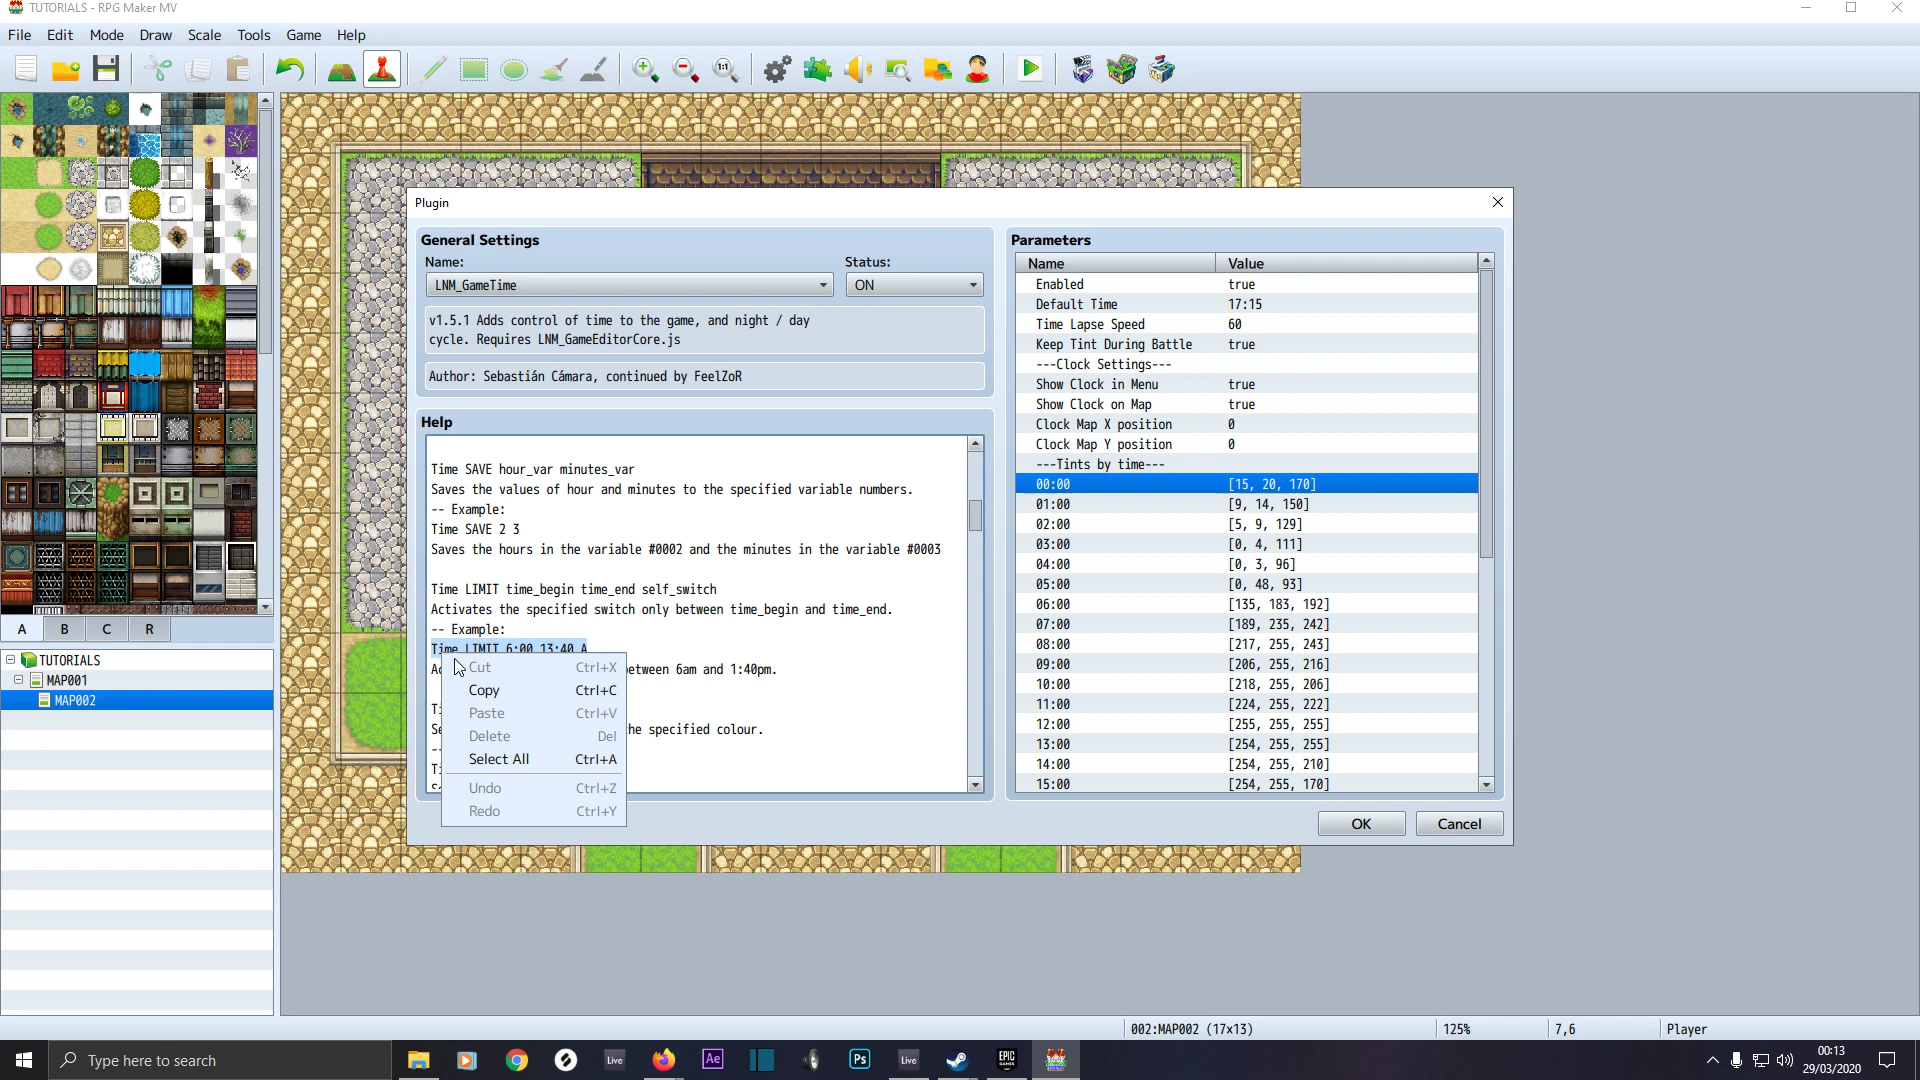 TUTORIALS - RPG Maker MV
File Edit Mode Draw Scale Tools Game Help
1:1
Plugin
General Settings
Name:
Status:
LNM_GameTime
ON
v1.5.1 Adds control of time to the game, and night / day
cycle. Requires LNM_GameEditorCore.js
Author: Sebastián Cámara, continued by FeelZoR
Help
Time SAVE hour_var minutes_var
Saves the values of hour and minutes to the specified variable numbers.
-- Example:
Time SAVE 2 3
Saves the hours in the variable #0002 and the minutes in the variable #0003
Time LIMIT time_begin time_end self_switch
Activates the specified switch only between time_begin and time_end.
-- Example:
Time LIMIT 6:00 13:40 A
etween 6am and 1:40pm.
he specified colour.
Cut Ctrl+X
Copy Ctrl+C
Paste Ctrl+V
Delete Del
Select All Ctrl+A
Undo Ctrl+Z
Redo Ctrl+Y
Parameters
Name Value
Enabled true
Default Time 17:15
Time Lapse Speed 60
Keep Tint During Battle true
---Clock Settings---
Show Clock in Menu true
Show Clock on Map true
Clock Map X position 0
Clock Map Y position 0
---Tints by time---
00:00 [15, 20, 170]
01:00 [9, 14, 150]
02:00 [5, 9, 129]
03:00 [0, 4, 111]
04:00 [0, 3, 96]
05:00 [0, 48, 93]
06:00 [135, 183, 192]
07:00 [189, 235, 242]
08:00 [217, 255, 243]
09:00 [206, 255, 216]
10:00 [218, 255, 206]
11:00 [224, 255, 222]
12:00 [255, 255, 255]
13:00 [254, 255, 255]
14:00 [254, 255, 210]
15:00 [254, 255, 170]
OK Cancel
A B C R
TUTORIALS
MAP001
MAP002
002:MAP002 (17x13) 125% 7,6 Player
Type here to search
Live
Ae
Ps
Live
EPIC GAMES
00:13
29/03/2020